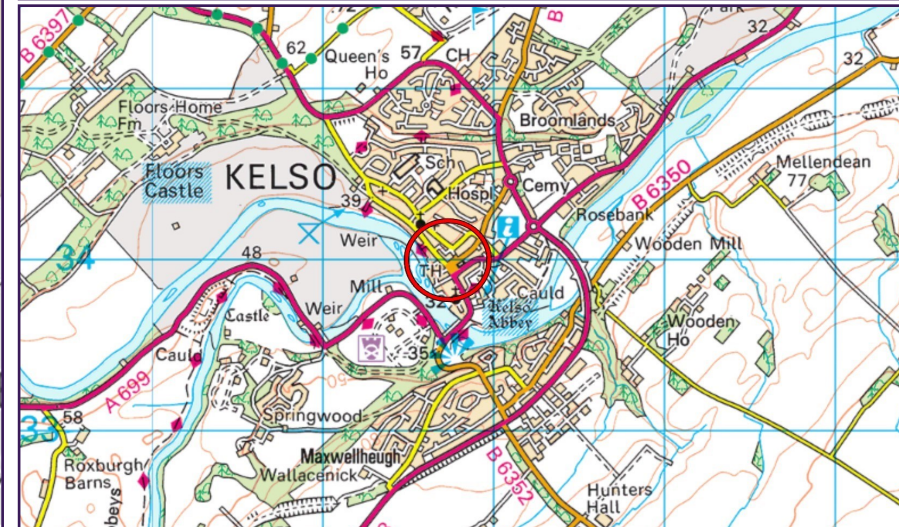 B 6397
62
Queen's
Ho
57
CH
B
Park
32
32
Floors Home
Fm
Broomlands
Floors
Castle
KELSO
Sch
Hospl
Cemy
Mellendean
77
B 6350
39
Weir
i
Rosebank
34
48
TH
Wooden Mill
Mill
32
Cauld
Kelso
Abbey
Castle
Weir
Wooden
Ho
Cauld
35
50
A 699
33
58
Springwood
Roxburgh
Barns
Maxwellheugh
Wallacenick
B 6352
Hunters
Hall